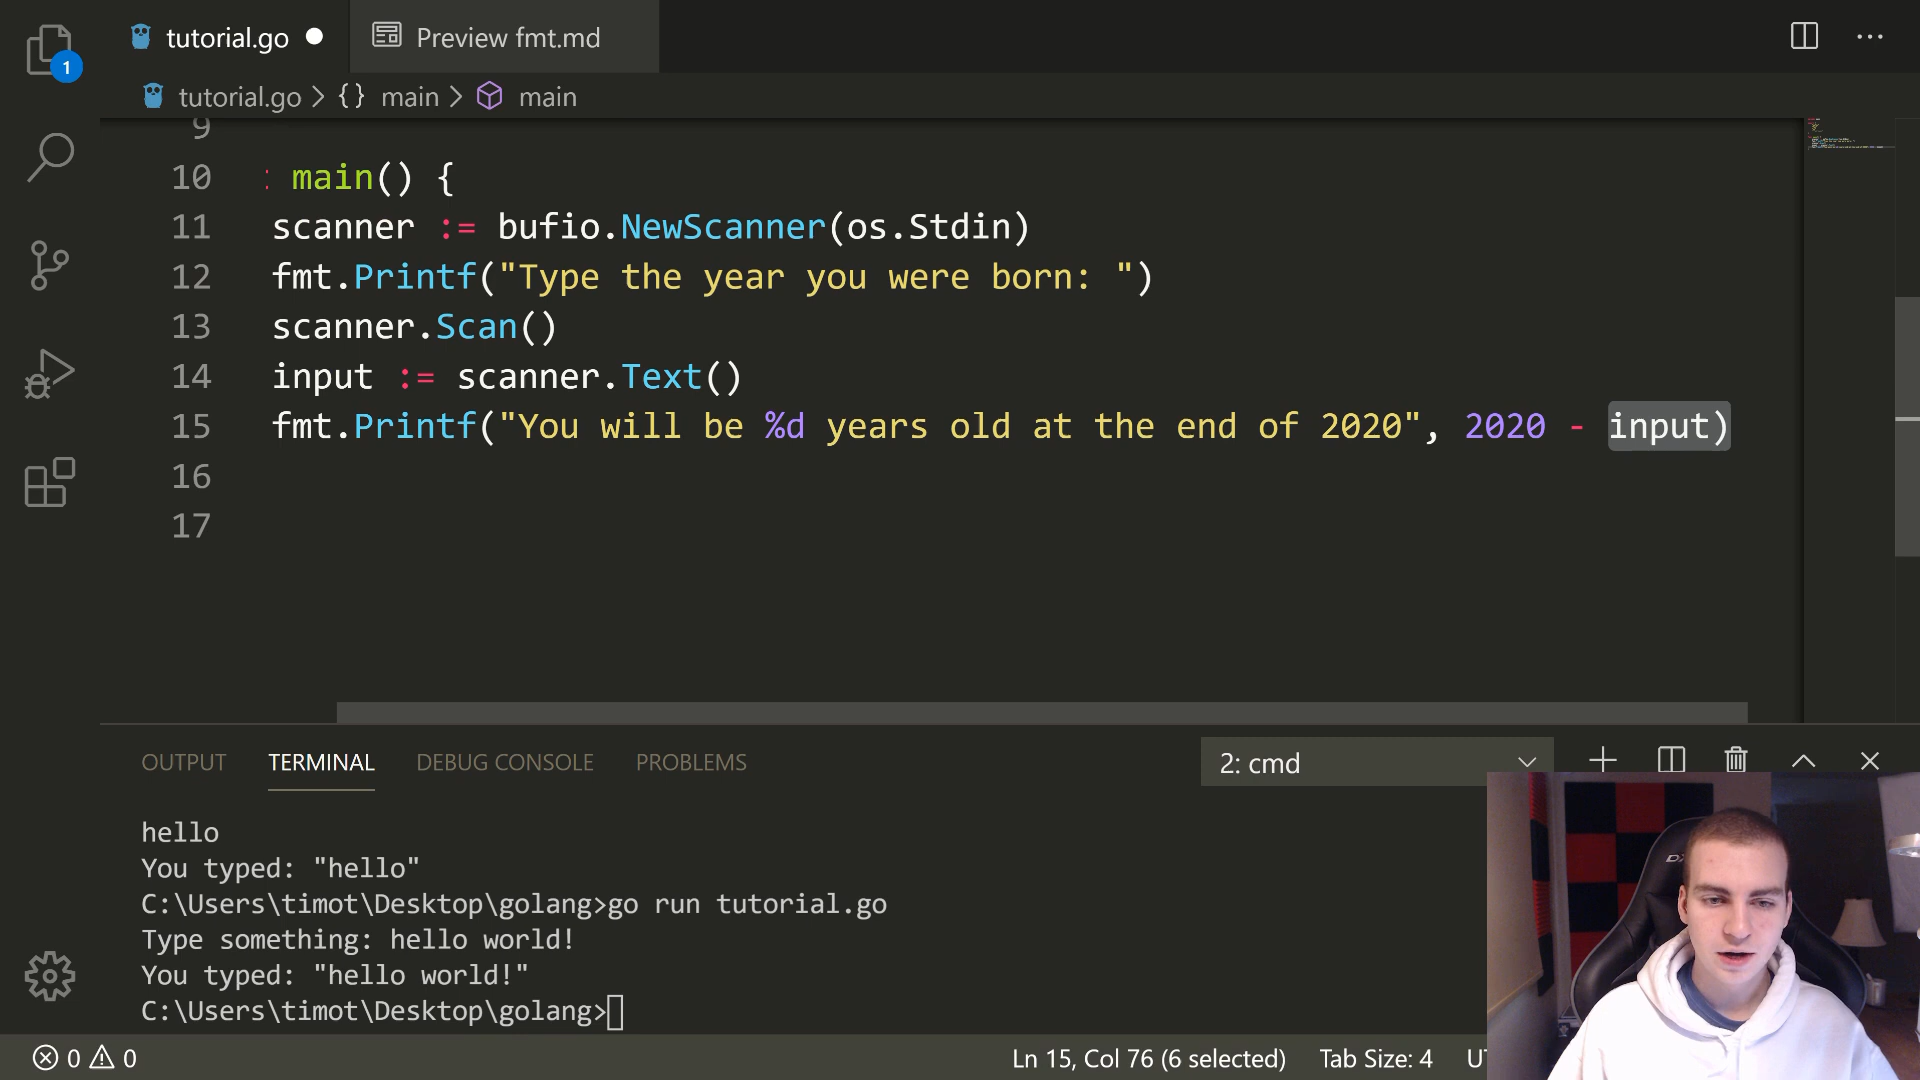 tutorial.go
Preview fmt.md
1
tutorial.go > {} main > main
9
10 main() {
11 scanner := bufio.NewScanner(os.Stdin)
12 fmt.Printf("Type the year you were born: ")
13 scanner.Scan()
14 input := scanner.Text()
15 fmt.Printf("You will be %d years old at the end of 2020", 2020 - input)
16
17
OUTPUT TERMINAL DEBUG CONSOLE PROBLEMS 2: cmd
hello
You typed: "hello"
C:\Users\timot\Desktop\golang>go run tutorial.go
Type something: hello world!
You typed: "hello world!"
C:\Users\timot\Desktop\golang>
0 0 Ln 15, Col 76 (6 selected) Tab Size: 4